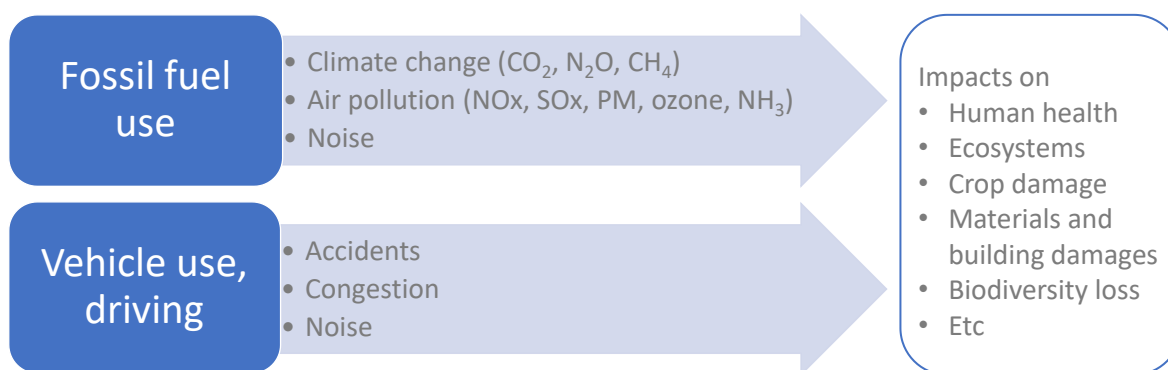 Fossil fuel
use
• Climate change (CO₂, N₂O, CH₄)
• Air pollution (NOx, SOx, PM, ozone, NH₃)
• Noise
Vehicle use,
driving
• Accidents
• Congestion
• Noise
Impacts on
• Human health
• Ecosystems
• Crop damage
• Materials and
building damages
• Biodiversity loss
• Etc